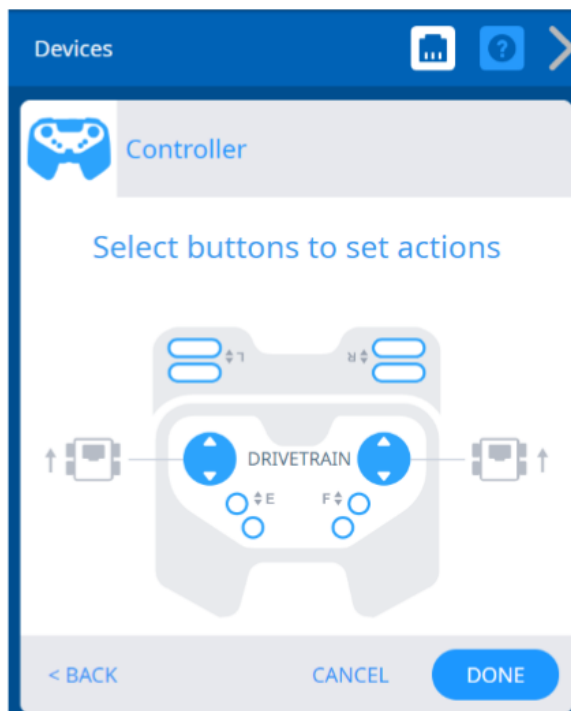 Devices
?
Controller
Select buttons to set actions
L R
DRIVETRAIN
E F
< BACK CANCEL DONE